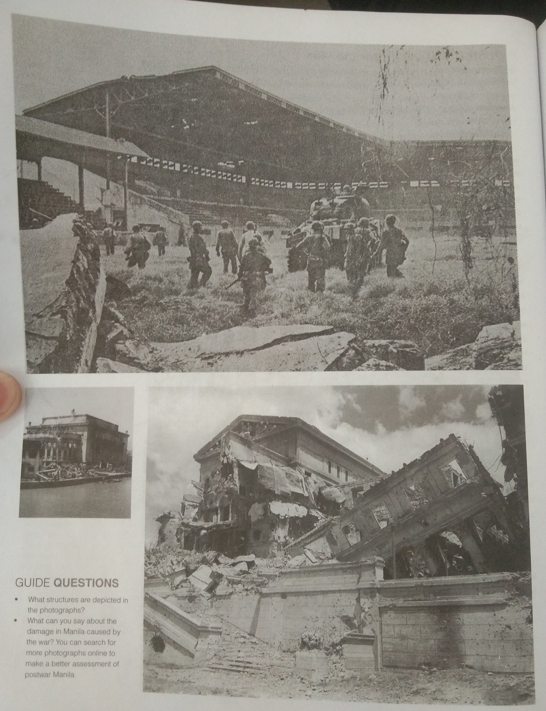 GUIDE QUESTIONS
• What structures are depicted in
the photographs?
• What can you say about the
damage in Manila caused by
the war? You can search for
more photographs online to
make a better assessment of
postwar Manila.